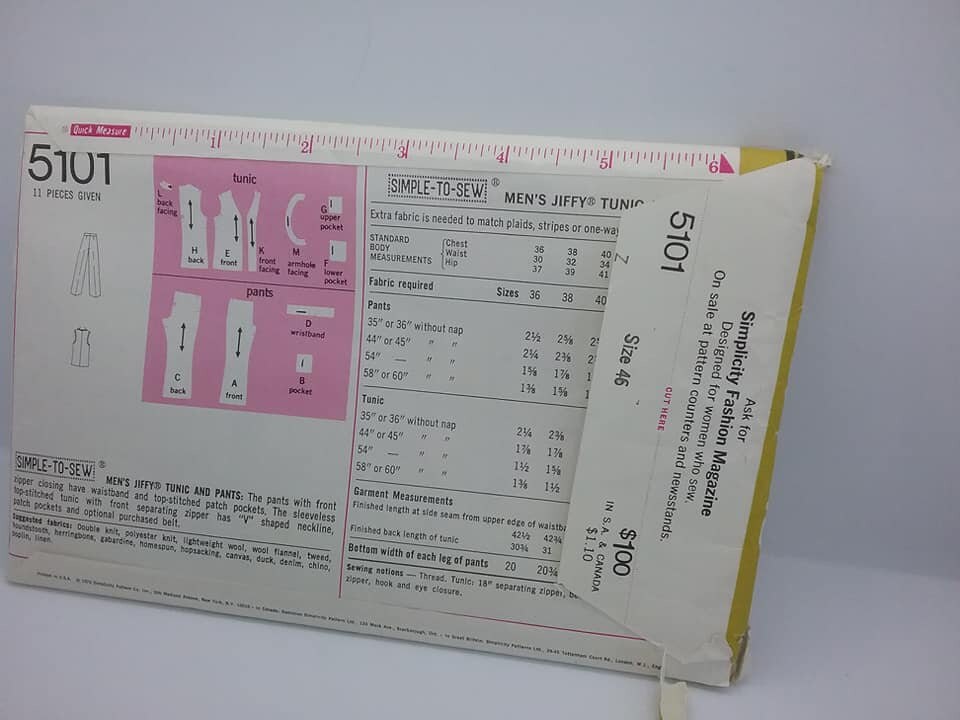 Quick Measure
1 2 3 4 5 6
5101
11 PIECES GIVEN
tunic
L
back
facing
H
back
E
front
K
front
facing
M
armhole
facing
G
upper
pocket
F
lower
pocket
pants
C
back
A
front
D
wristband
B
pocket
SIMPLE-TO-SEW®
MEN'S JIFFY® TUNIC AND PANTS: The pants with front
zipper closing have waistband and top-stitched patch pockets. The sleeveless
top-stitched tunic with front separating zipper has "V" shaped neckline,
patch pockets and optional purchased belt.
Suggested fabrics: Double knit, polyester knit, lightweight wool, wool flannel, tweed,
houndstooth, herringbone, gabardine, homespun, hopsacking, canvas, duck, denim, chino,
poplin, linen.
SIMPLE-TO-SEW® MEN'S JIFFY® TUNIC
Extra fabric is needed to match plaids, stripes or one-way
STANDARD
BODY
MEASUREMENTS
Chest 36 38 40
Waist 30 32 34
Hip 37 39 41
Fabric required Sizes 36 38 40
Pants
35" or 36" without nap 2½ 2⅝
44" or 45" " " 2¼ 2⅜ 2
54" — " " 1⅝ 1⅞
58" or 60" " " 1⅜ 1⅝
Tunic
35" or 36" without nap 2¼ 2⅜
44" or 45" " " 1⅞ 1⅞
54" — " " 1½ 1⅝
58" or 60" " " 1⅜ 1½
Garment Measurements
Finished length at side seam from upper edge of waistba
42½ 42¾
Finished back length of tunic 30¾ 31
Bottom width of each leg of pants 20 20¾
Sewing notions — Thread. Tunic: 18" separating zipper,
zipper, hook and eye closure.
5101
Z Size 46
$100
IN S.A. & CANADA
$1.10
CUT HERE
Ask for
Simplicity Fashion Magazine
Designed for women who sew.
On sale at pattern counters and newsstands.
Printed in U.S.A.